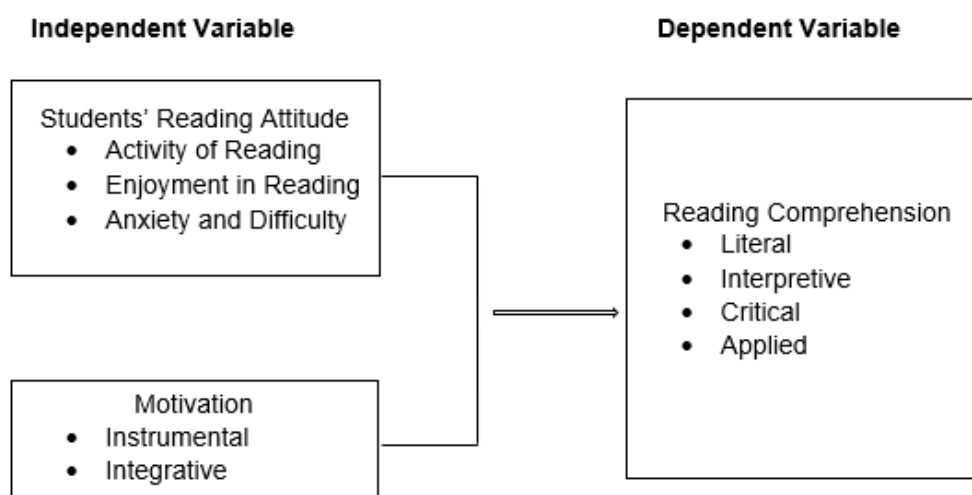 Independent Variable
Students’ Reading Attitude
• Activity of Reading
• Enjoyment in Reading
• Anxiety and Difficulty
Motivation
• Instrumental
• Integrative
Dependent Variable
Reading Comprehension
• Literal
• Interpretive
• Critical
• Applied